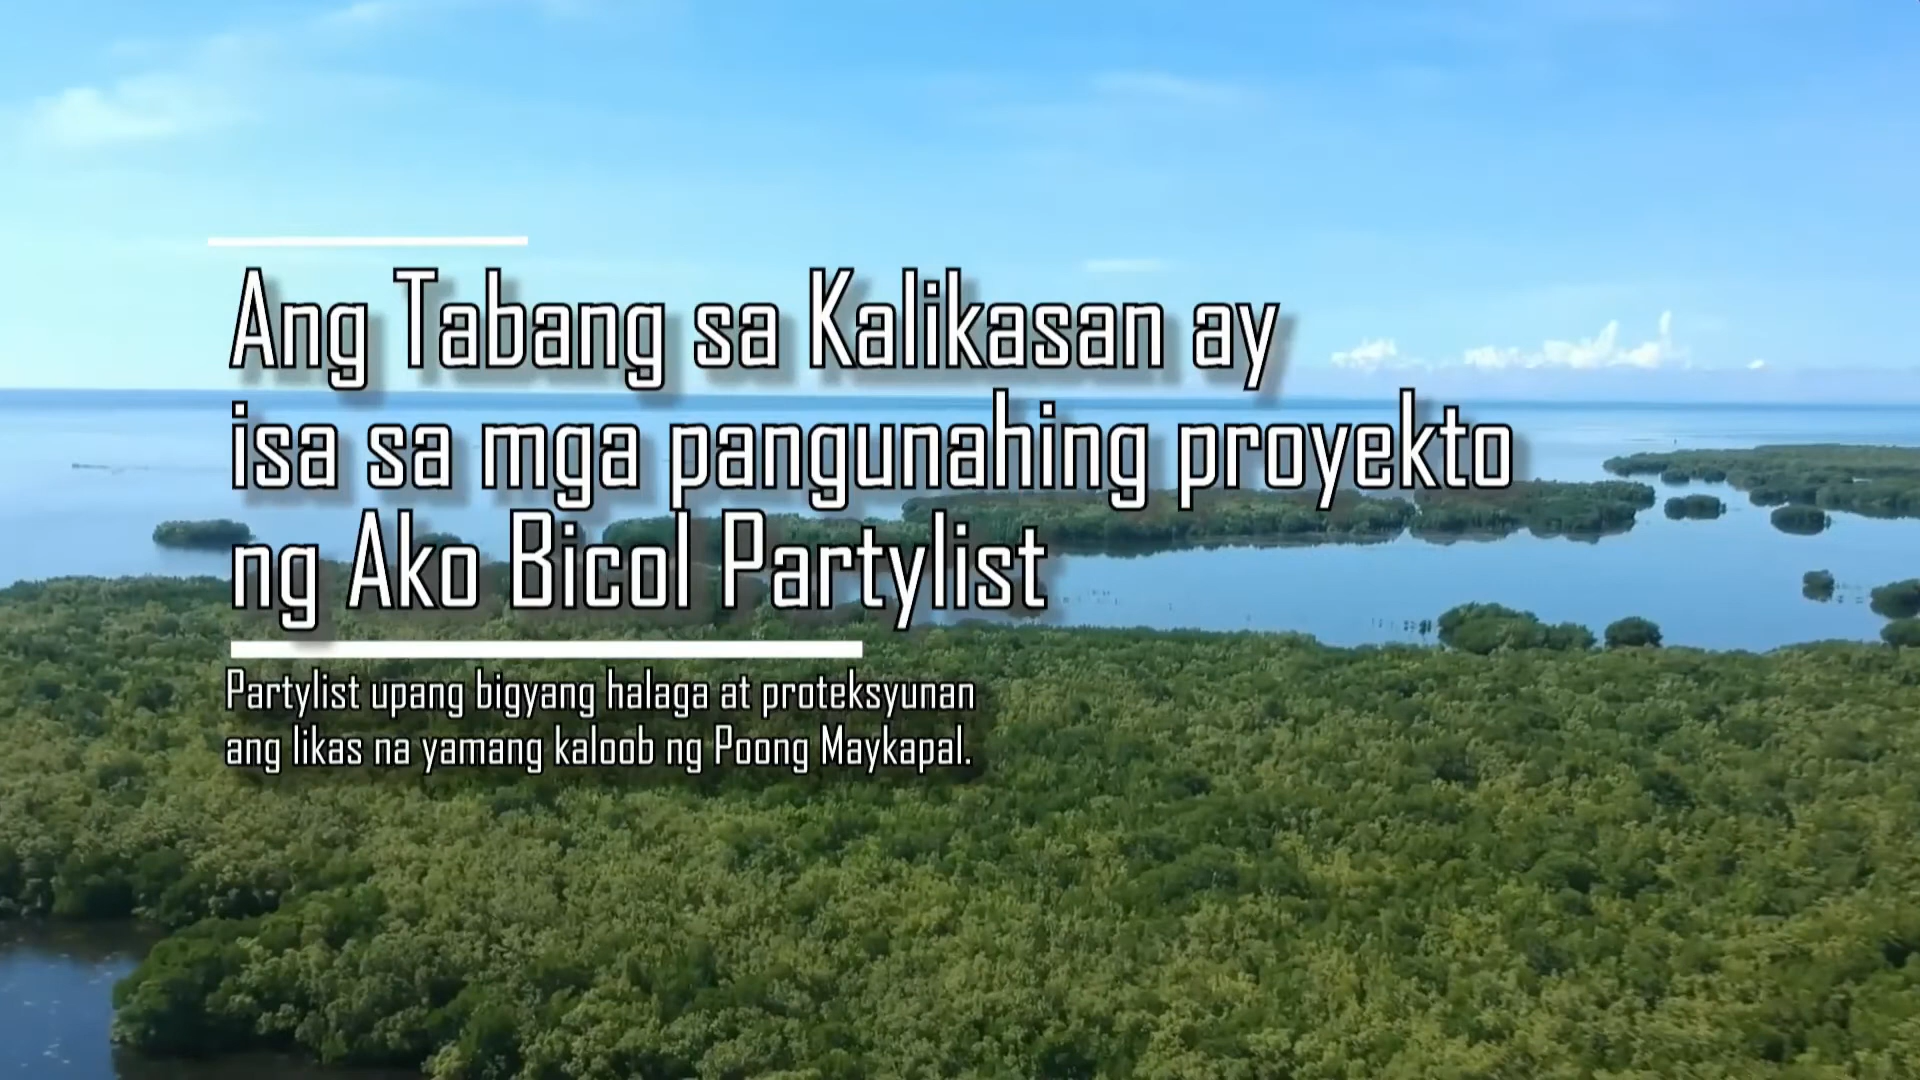 Ang Tabang sa Kalikasan ay
isa sa mga pangunahing proyekto
ng Ako Bicol Partylist
Partylist upang bigyang halaga at proteksyunan
ang likas na yamang kaloob ng Poong Maykapal.